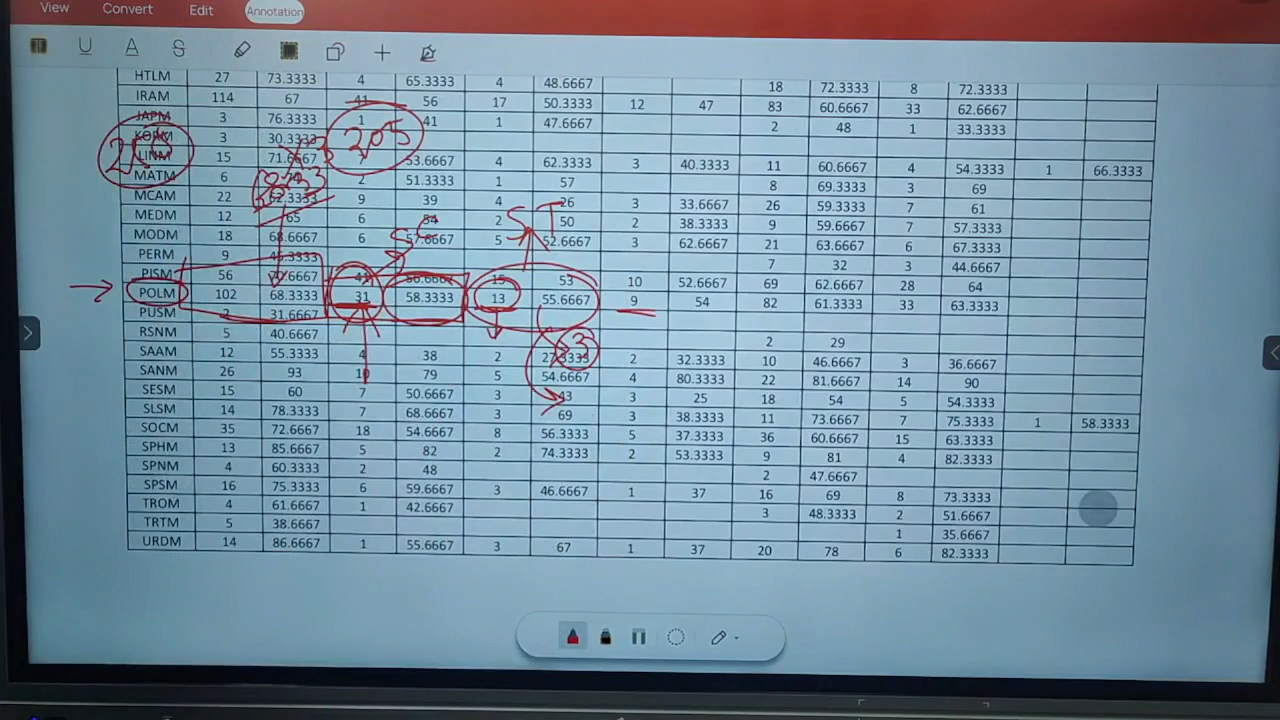 View Convert Edit Annotation
U A S
HTLM 27 73.3333 4 65.3333 4 48.6667 18 72.3333 8 72.3333
IRAM 114 67 41 56 17 50.3333 12 47 83 60.6667 33 62.6667
JAPM 3 76.3333 1 41 1 47.6667 2 48 1 33.3333
KORM 3 30.3333
205
LINM 15 71.6667 53.6667 4 62.3333 3 40.3333 11 60.6667 4 54.3333 1 66.3333
MATM 6 2 51.3333 1 57 8 69.3333 3 69
MCAM 22 62.3333 9 39 4 26 3 33.6667 26 59.3333 7 61
MEDM 12 65 6 54 2 50 2 38.3333 9 59.6667 7 57.3333
SC ST
MODM 18 68.6667 6 57.6667 5 52.6667 3 62.6667 21 63.6667 6 67.3333
PERM 9 45.3333 7 32 3 44.6667
PISM 56 6667 41 56.6667 15 53 10 52.6667 62 62.6667 28 64
POLM 102 68.3333 31 58.3333 13 55.6667 9 54 82 61.3333 33 63.3333
PUSM 31.6667
RSNM 5 40.6667 2 29
3
SAAM 12 55.3333 4 38 2 27.3333 2 32.3333 10 46.6667 3 36.6667
SANM 26 93 10 79 5 54.6667 4 80.3333 22 81.6667 14 90
SESM 15 60 7 50.6667 3 43 3 25 18 54 5 54.3333
SLSM 14 78.3333 7 68.6667 3 69 3 38.3333 11 73.6667 7 75.3333 1 58.3333
SOCM 35 72.6667 18 54.6667 8 56.3333 5 37.3333 36 60.6667 15 63.3333
SPHM 13 85.6667 5 82 2 74.3333 2 53.3333 9 81 4 82.3333
SPNM 4 60.3333 2 48 2 47.6667
SPSM 16 75.3333 6 59.6667 3 46.6667 1 37 16 69 8 73.3333
TROM 4 61.6667 1 42.6667 3 48.3333 2 51.6667
TRTM 5 38.6667 1 35.6667
URDM 14 86.6667 1 55.6667 3 67 1 37 20 78 6 82.3333